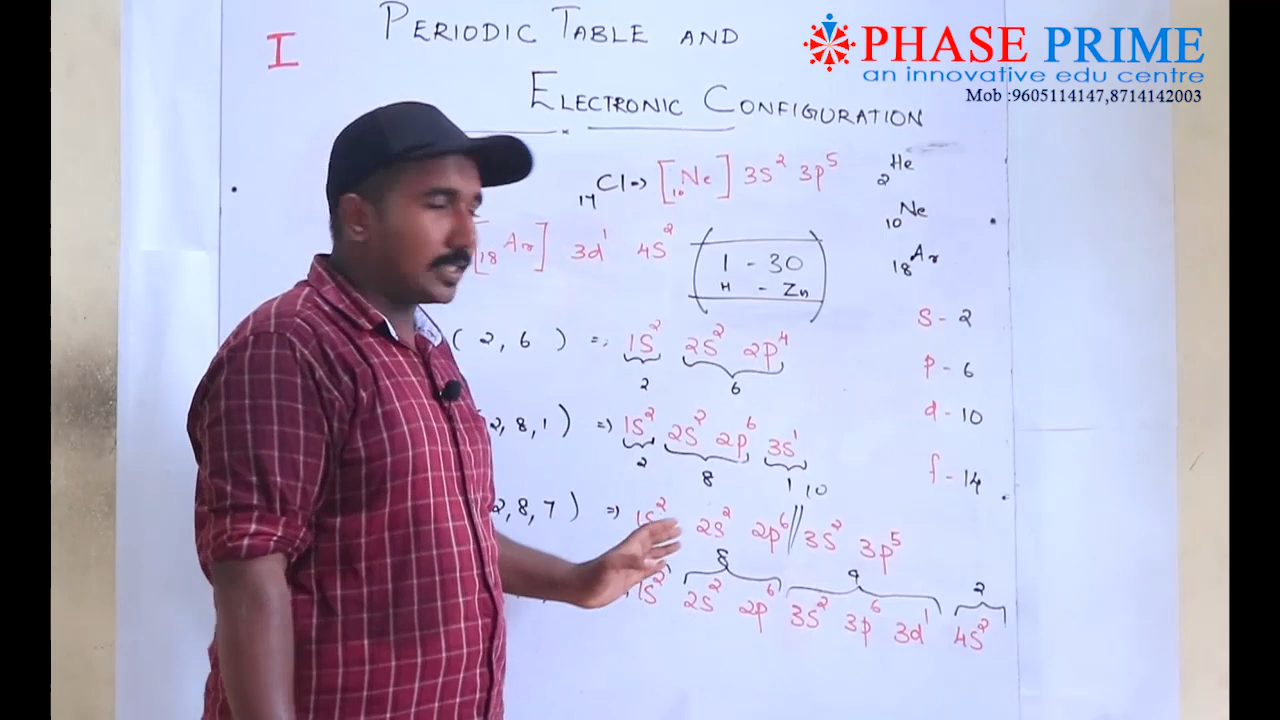 PERIODIC TABLE AND
I
PHASE PRIME
an innovative edu centre
Mob :9605114147,8714142003
ELECTRONIC CONFIGURATION
₁₇Cl => [₁₀Ne] 3s² 3p⁵
₂He
₁₀Ne
[₁₈Ar] 3d¹ 4s²
₁₈Ar
1 - 30
H - Zn
s - 2
p - 6
d - 10
f - 14
( 2, 6 ) => 1s² 2s² 2p⁴
2 6
2, 8, 1 ) => 1s² 2s² 2p⁶ 3s¹
2 8 1
10
2, 8, 7 ) => 1s² 2s² 2p⁶ // 3s² 3p⁵
8 9 2
1s² 2s² 2p⁶ 3s² 3p⁶ 3d¹ 4s²